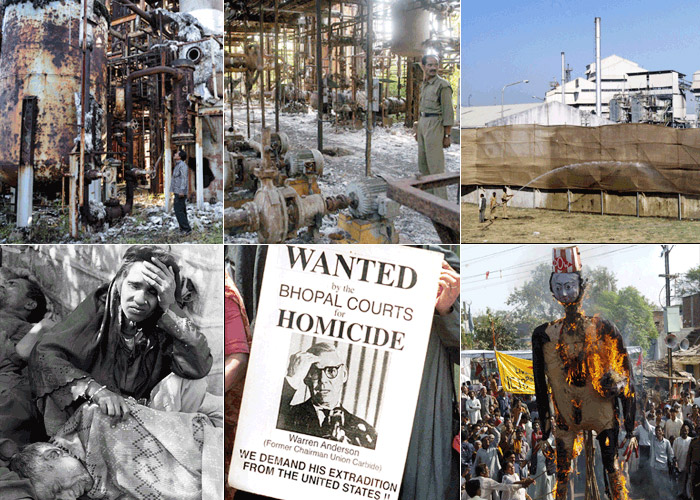 WANTED
by the
BHOPAL COURTS
for
HOMICIDE
Warren Anderson
(Former Chairman Union Carbide)
WE DEMAND HIS EXTRADITION
FROM THE UNITED STATES !!